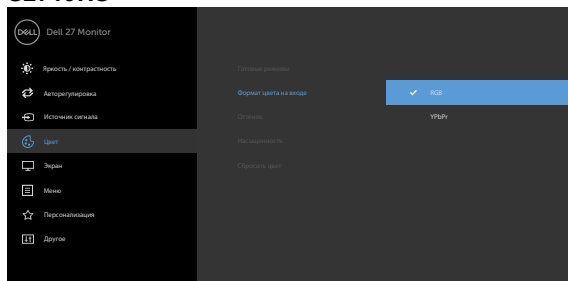 DELL
Dell 27 Monitor
Яркость / контрастность
Авторегулировка
Источник сигнала
Цвет
Экран
Меню
Персонализация
Другое
Готовые режимы
Формат цвета на входе
Оттенок
Насыщенность
Сбросить цвет
RGB
YPbPr